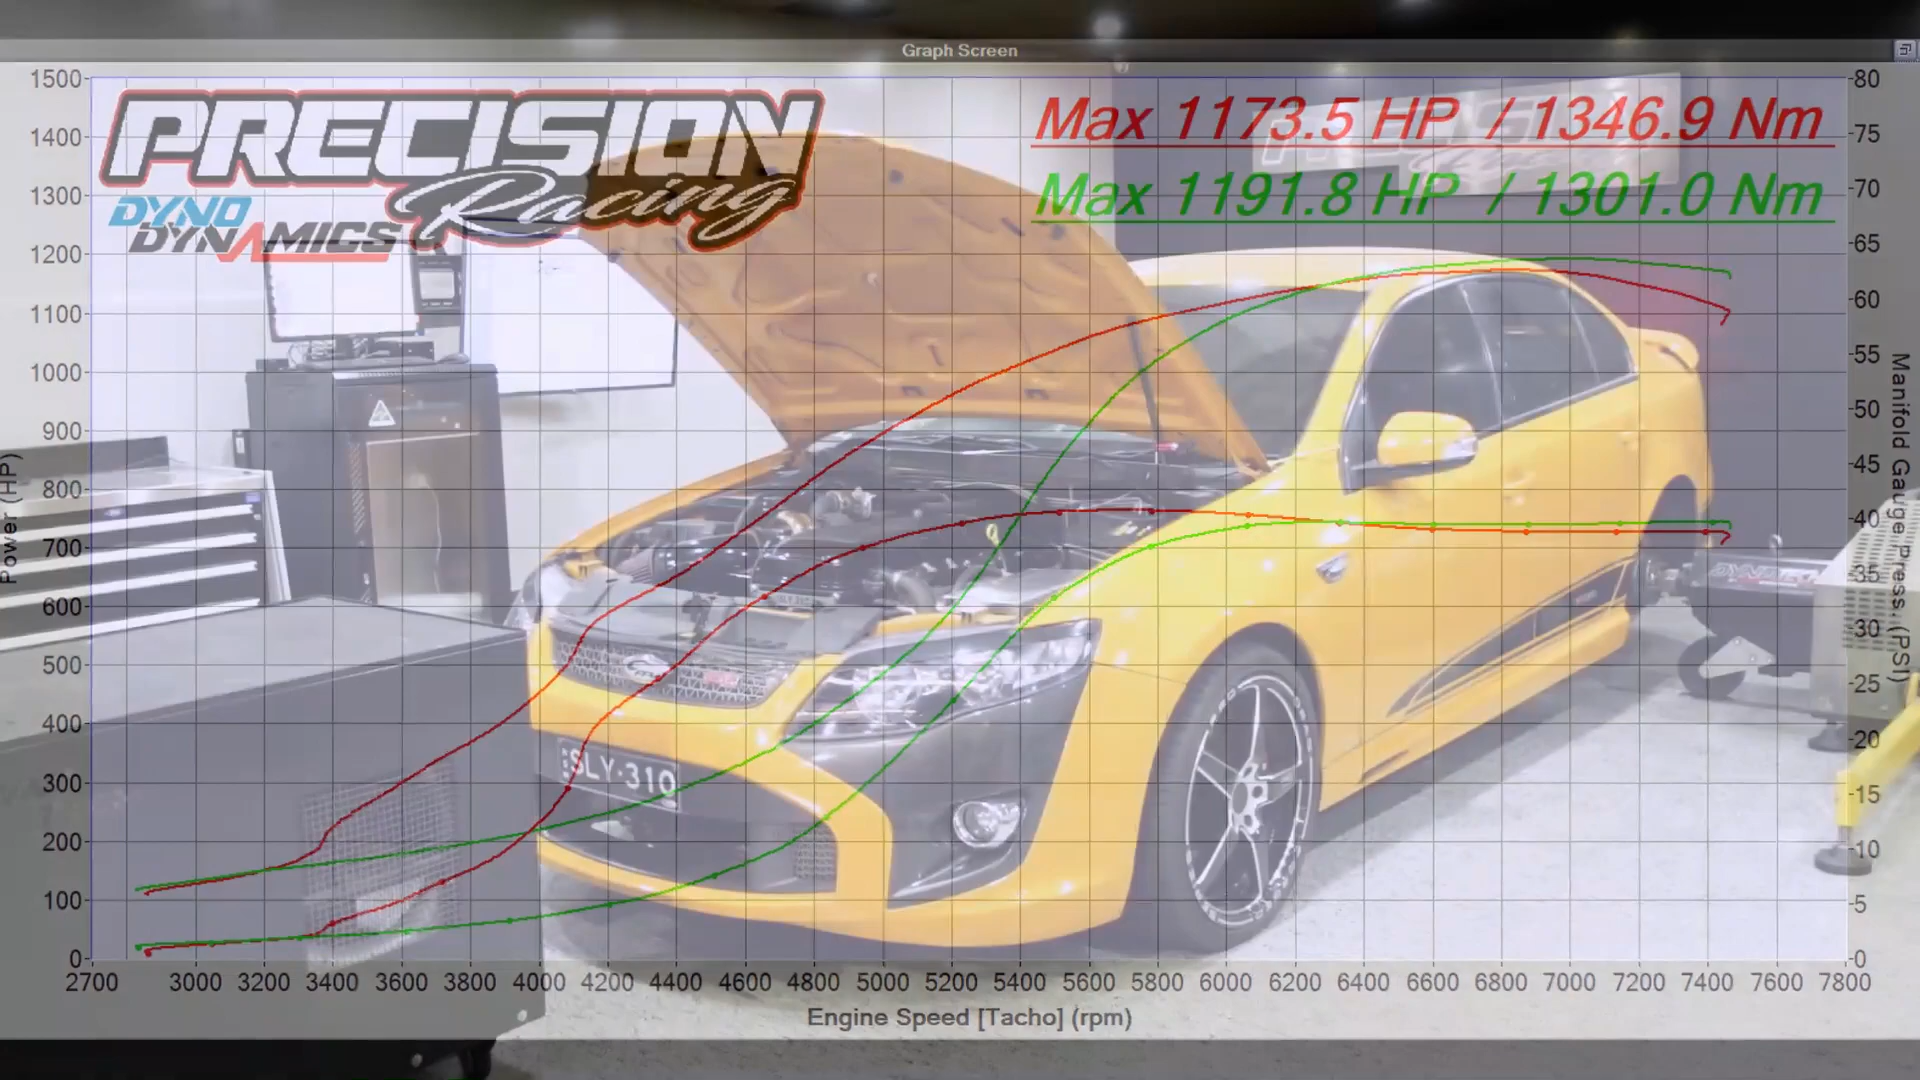 Graph Screen
PRECISION
Racing
DYNO
DYNAMICS
Max 1173.5 HP / 1346.9 Nm
Max 1191.8 HP / 1301.0 Nm
1500
1400
1300
1200
1100
1000
900
800
700
600
500
400
300
200
100
0
Power (HP)
80
75
70
65
60
55
50
45
40
35
30
25
20
15
10
5
0
Manifold Gauge Press. (PSI)
SLY·310
2700 3000 3200 3400 3600 3800 4000 4200 4400 4600 4800 5000 5200 5400 5600 5800 6000 6200 6400 6600 6800 7000 7200 7400 7600 7800
Engine Speed [Tacho] (rpm)